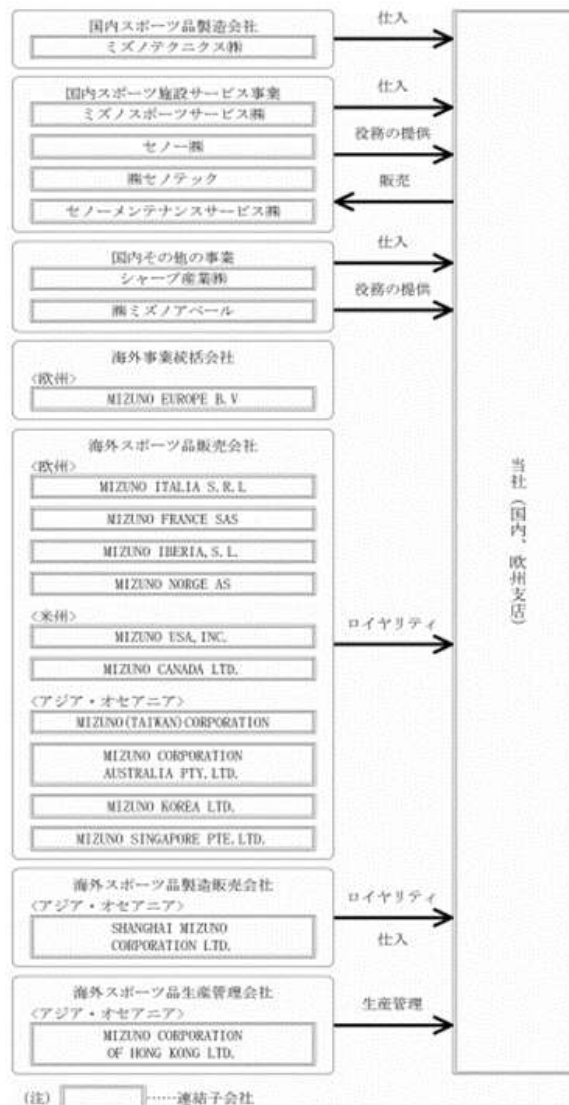 国内スポーツ品製造会社
ミズノテクニクス㈱
仕入
国内スポーツ施設サービス事業
ミズノスポーツサービス㈱
セノー㈱
㈱セノテック
セノーメンテナンスサービス㈱
仕入
役務の提供
販売
国内その他の事業
シャープ産業㈱
㈱ミズノアベール
仕入
役務の提供
海外事業統括会社
<欧州>
MIZUNO EUROPE B.V
海外スポーツ品販売会社
<欧州>
MIZUNO ITALIA S.R.L
MIZUNO FRANCE SAS
MIZUNO IBERIA,S.L.
MIZUNO NORGE AS
<米州>
MIZUNO USA,INC.
MIZUNO CANADA LTD.
<アジア・オセアニア>
MIZUNO(TAIWAN)CORPORATION
MIZUNO CORPORATION
AUSTRALIA PTY.LTD.
MIZUNO KOREA LTD.
MIZUNO SINGAPORE PTE.LTD.
ロイヤリティ
海外スポーツ品製造販売会社
<アジア・オセアニア>
SHANGHAI MIZUNO
CORPORATION LTD.
ロイヤリティ
仕入
海外スポーツ品生産管理会社
<アジア・オセアニア>
MIZUNO CORPORATION
OF HONG KONG LTD.
生産管理
当社(国内、欧州支店)
(注) ……連結子会社